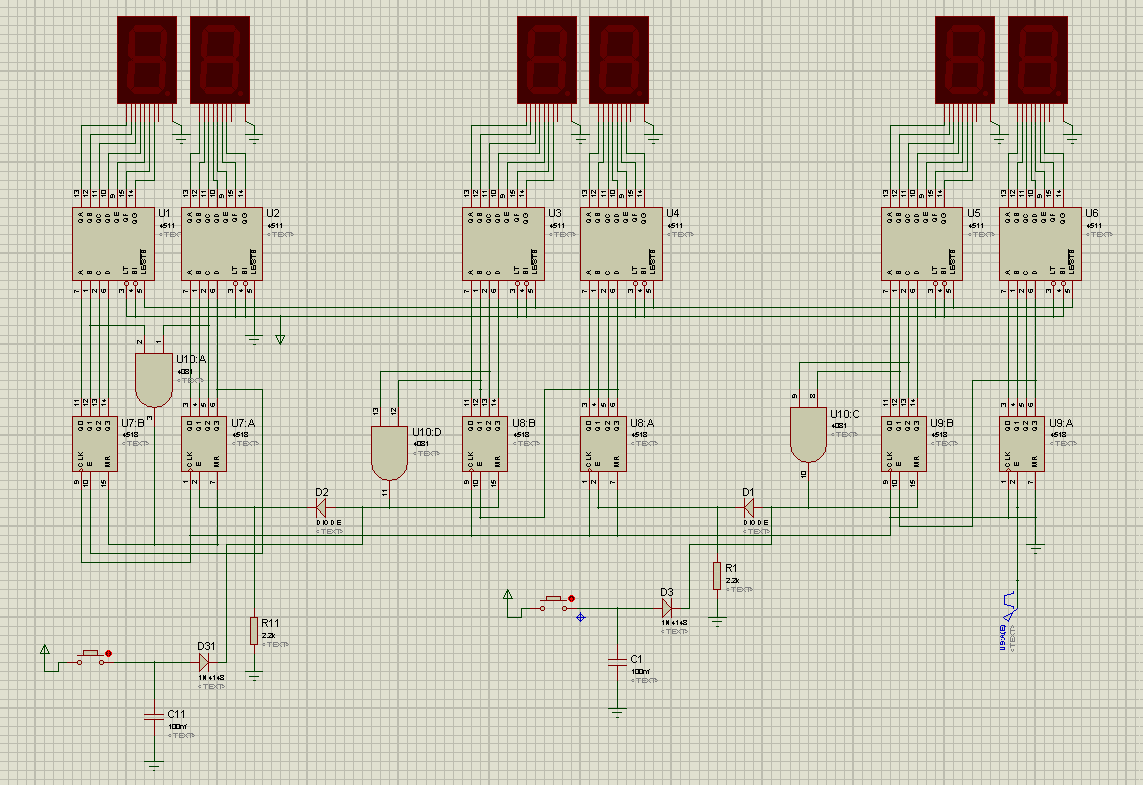 13 12 11 10 9 15 14
13 12 11 10 9 15 14
13 12 11 10 9 15 14
13 12 11 10 9 15 14
13 12 11 10 9 15 14
13 12 11 10 9 15 14
QA QB QC QD QE QF QG
QA QB QC QD QE QF QG
QA QB QC QD QE QF QG
QA QB QC QD QE QF QG
QA QB QC QD QE QF QG
QA QB QC QD QE QF QG
U1
4511
<TEXT>
U2
4511
<TEXT>
U3
4511
<TEXT>
U4
4511
<TEXT>
U5
4511
<TEXT>
U6
4511
<TEXT>
A B C D LT BI LE/STB
A B C D LT BI LE/STB
A B C D LT BI LE/STB
A B C D LT BI LE/STB
A B C D LT BI LE/STB
A B C D LT BI LE/STB
7 1 2 6 3 4 5
7 1 2 6 3 4 5
7 1 2 6 3 4 5
7 1 2 6 3 4 5
7 1 2 6 3 4 5
7 1 2 6 3 4 5
2 1
U10:A
4081
<TEXT>
3
13 12
U10:D
4081
<TEXT>
11
9 8
U10:C
4081
<TEXT>
10
11 12 13 14
Q0 Q1 Q2 Q3
U7:B
4518
<TEXT>
CLK E MR
9 10 15
3 4 5 6
Q0 Q1 Q2 Q3
U7:A
4518
<TEXT>
CLK E MR
1 2 7
11 12 13 14
Q0 Q1 Q2 Q3
U8:B
4518
<TEXT>
CLK E MR
9 10 15
3 4 5 6
Q0 Q1 Q2 Q3
U8:A
4518
<TEXT>
CLK E MR
1 2 7
11 12 13 14
Q0 Q1 Q2 Q3
U9:B
4518
<TEXT>
CLK E MR
9 10 15
3 4 5 6
Q0 Q1 Q2 Q3
U9:A
4518
<TEXT>
CLK E MR
1 2 7
D2
DIODE
<TEXT>
D1
DIODE
<TEXT>
R1
2.2k
<TEXT>
D3
1N4148
<TEXT>
U9:A(E)
<TEXT>
R11
2.2k
<TEXT>
D31
1N4148
<TEXT>
C1
100nf
<TEXT>
C11
100nf
<TEXT>